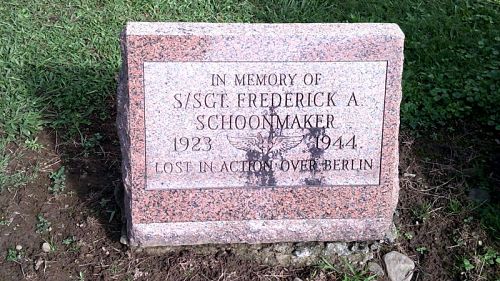 IN MEMORY OF
S/SGT. FREDERICK A
SCHOONMAKER
1923 1944
LOST IN ACTION OVER BERLIN